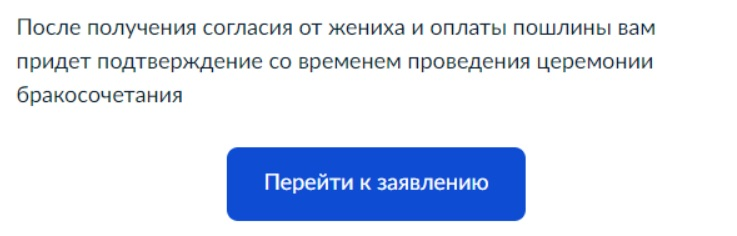 После получения согласия от жениха и оплаты пошлины вам
придет подтверждение со временем проведения церемонии
бракосочетания
Перейти к заявлению